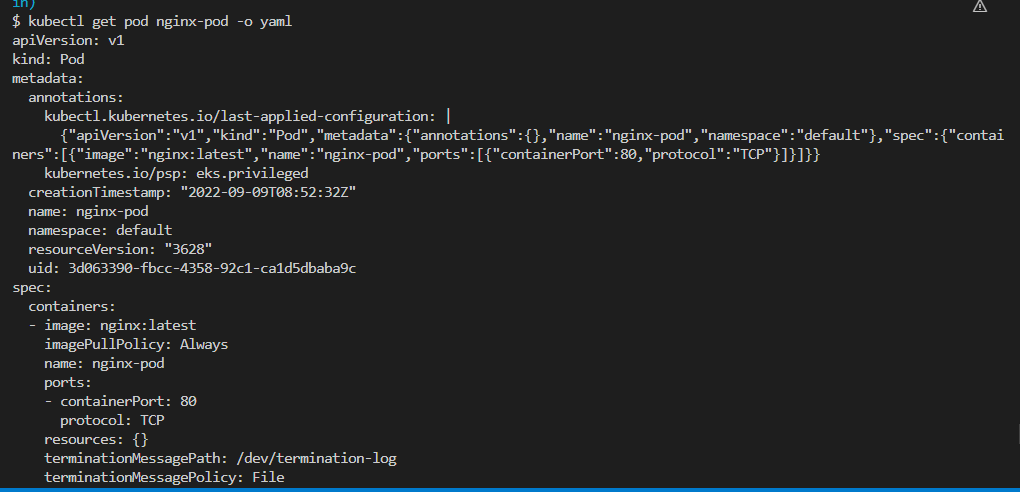 in)
$ kubectl get pod nginx-pod -o yaml
apiVersion: v1
kind: Pod
metadata:
  annotations:
    kubectl.kubernetes.io/last-applied-configuration: |
      {"apiVersion":"v1","kind":"Pod","metadata":{"annotations":{},"name":"nginx-pod","namespace":"default"},"spec":{"contai
ners":[{"image":"nginx:latest","name":"nginx-pod","ports":[{"containerPort":80,"protocol":"TCP"}]}]}}
    kubernetes.io/psp: eks.privileged
  creationTimestamp: "2022-09-09T08:52:32Z"
  name: nginx-pod
  namespace: default
  resourceVersion: "3628"
  uid: 3d063390-fbcc-4358-92c1-ca1d5dbaba9c
spec:
  containers:
  - image: nginx:latest
    imagePullPolicy: Always
    name: nginx-pod
    ports:
    - containerPort: 80
      protocol: TCP
    resources: {}
    terminationMessagePath: /dev/termination-log
    terminationMessagePolicy: File